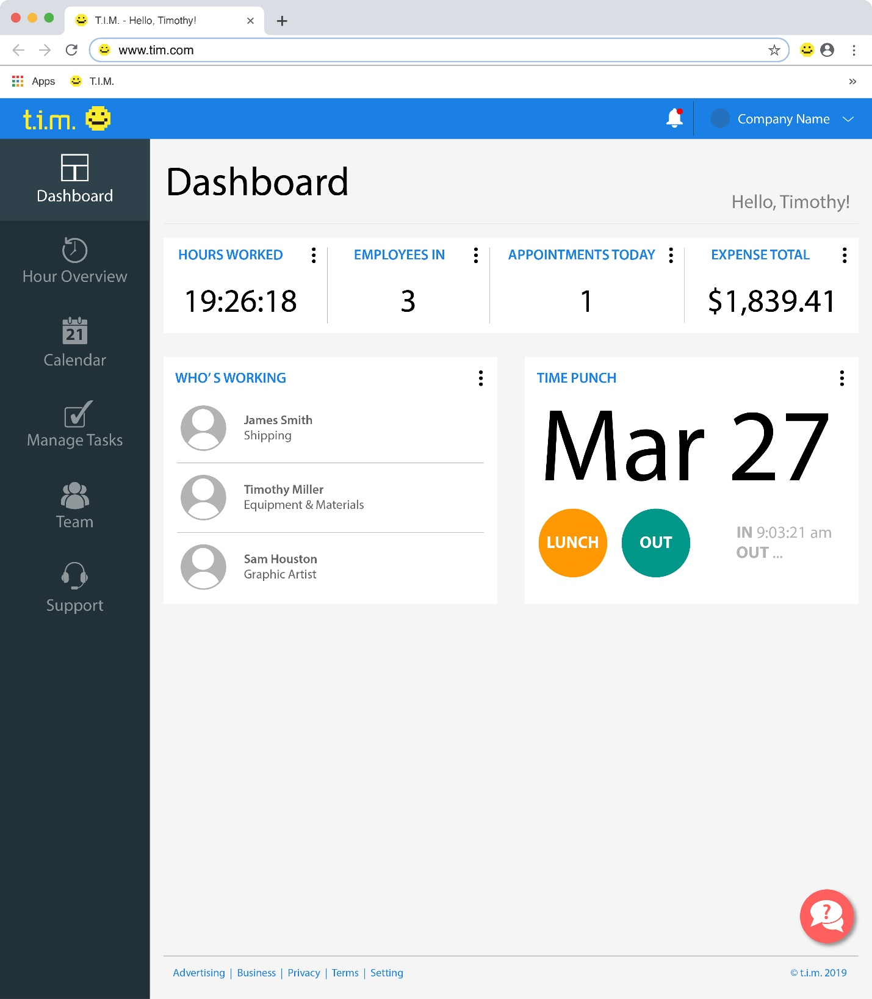 T.I.M. - Hello, Timothy!
www.tim.com
Apps
T.I.M.
t.i.m.
Company Name
Dashboard
Hour Overview
21
Calendar
Manage Tasks
Team
Support
Dashboard
Hello, Timothy!
HOURS WORKED
19:26:18
EMPLOYEES IN
3
APPOINTMENTS TODAY
1
EXPENSE TOTAL
$1,839.41
WHO’ S WORKING
James Smith
Shipping
Timothy Miller
Equipment & Materials
Sam Houston
Graphic Artist
TIME PUNCH
Mar 27
LUNCH
OUT
IN 9:03:21 am
OUT ...
?
Advertising | Business | Privacy | Terms | Setting
© t.i.m. 2019